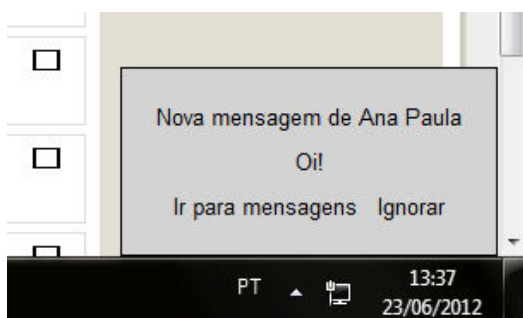 Nova mensagem de Ana Paula
Oi!
Ir para mensagens Ignorar
PT 13:37
23/06/2012